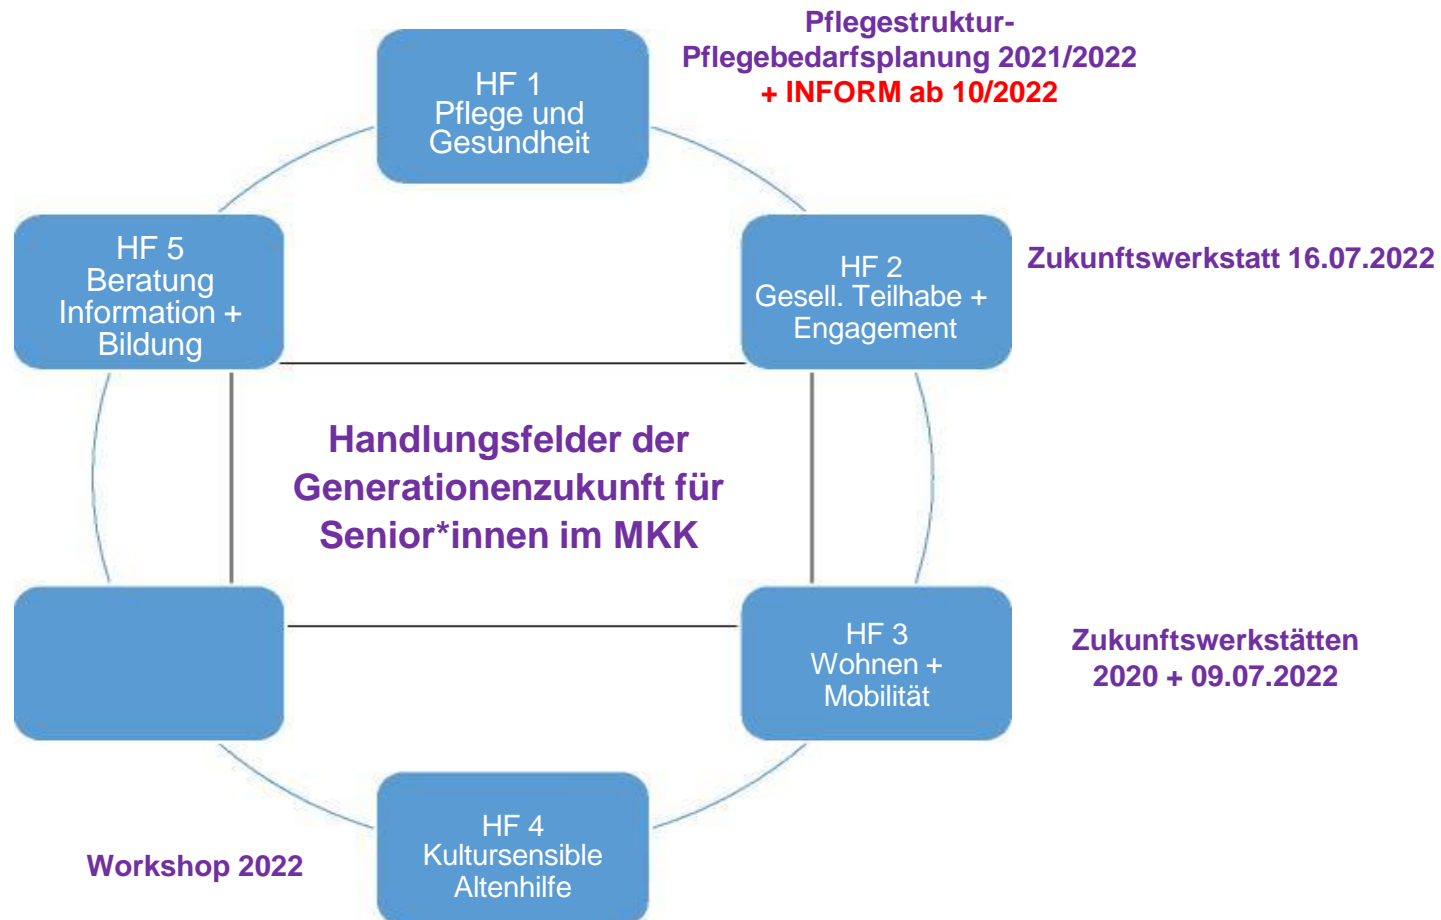 Pflegestruktur-
Pflegebedarfsplanung 2021/2022
+ INFORM ab 10/2022
HF 1
Pflege und
Gesundheit
HF 5
Beratung
Information +
Bildung
HF 2
Gesell. Teilhabe +
Engagement
Zukunftswerkstatt 16.07.2022
Handlungsfelder der
Generationenzukunft für
Senior*innen im MKK
HF 3
Wohnen +
Mobilität
Zukunftswerkstätten
2020 + 09.07.2022
HF 4
Kultursensible
Altenhilfe
Workshop 2022